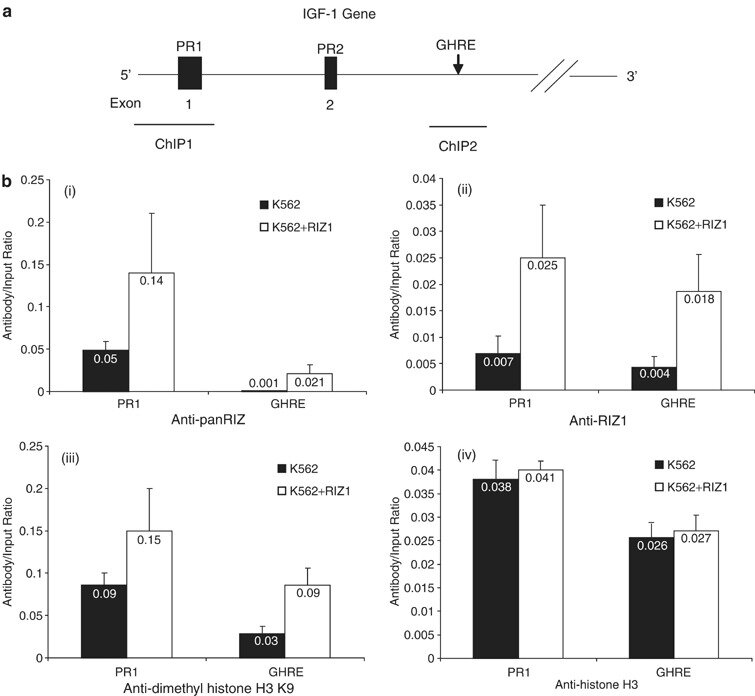 a
IGF-1 Gene
PR1
PR2
GHRE
5'
3'
Exon
1
2
ChIP1
ChIP2
b
(i)
Antibody/Input Ratio
0.25
0.2
0.15
0.1
0.05
0
K562
K562+RIZ1
0.05
0.14
0.001
0.021
PR1
GHRE
Anti-panRIZ
(ii)
Antibody/Input Ratio
0.04
0.035
0.03
0.025
0.02
0.015
0.01
0.005
0
K562
K562+RIZ1
0.007
0.025
0.004
0.018
PR1
GHRE
Anti-RIZ1
(iii)
Antibody/Input Ratio
0.25
0.2
0.15
0.1
0.05
0
K562
K562+RIZ1
0.09
0.15
0.03
0.09
PR1
GHRE
Anti-dimethyl histone H3 K9
(iv)
Antibody/Input Ratio
0.045
0.04
0.035
0.03
0.025
0.02
0.015
0.01
0.005
0
K562
K562+RIZ1
0.038
0.041
0.026
0.027
PR1
GHRE
Anti-histone H3